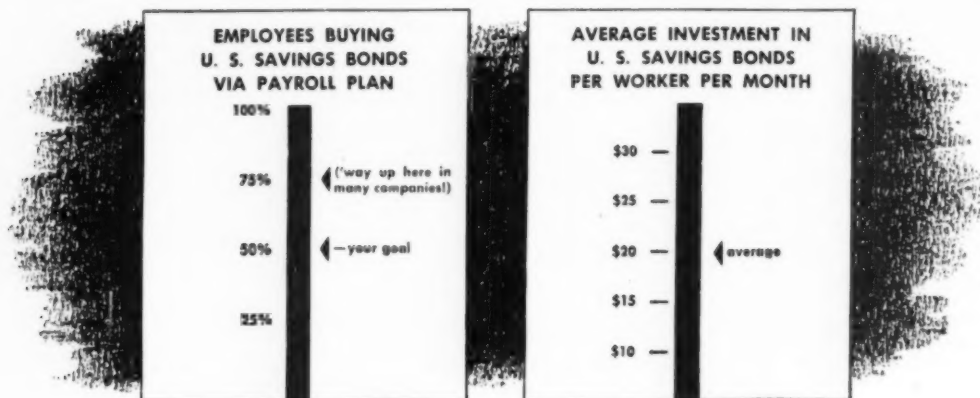 EMPLOYEES BUYING
U. S. SAVINGS BONDS
VIA PAYROLL PLAN
100%
75%
('way up here in
many companies!)
50%
—your goal
25%
AVERAGE INVESTMENT IN
U. S. SAVINGS BONDS
PER WORKER PER MONTH
$30
$25
$20
average
$15
$10